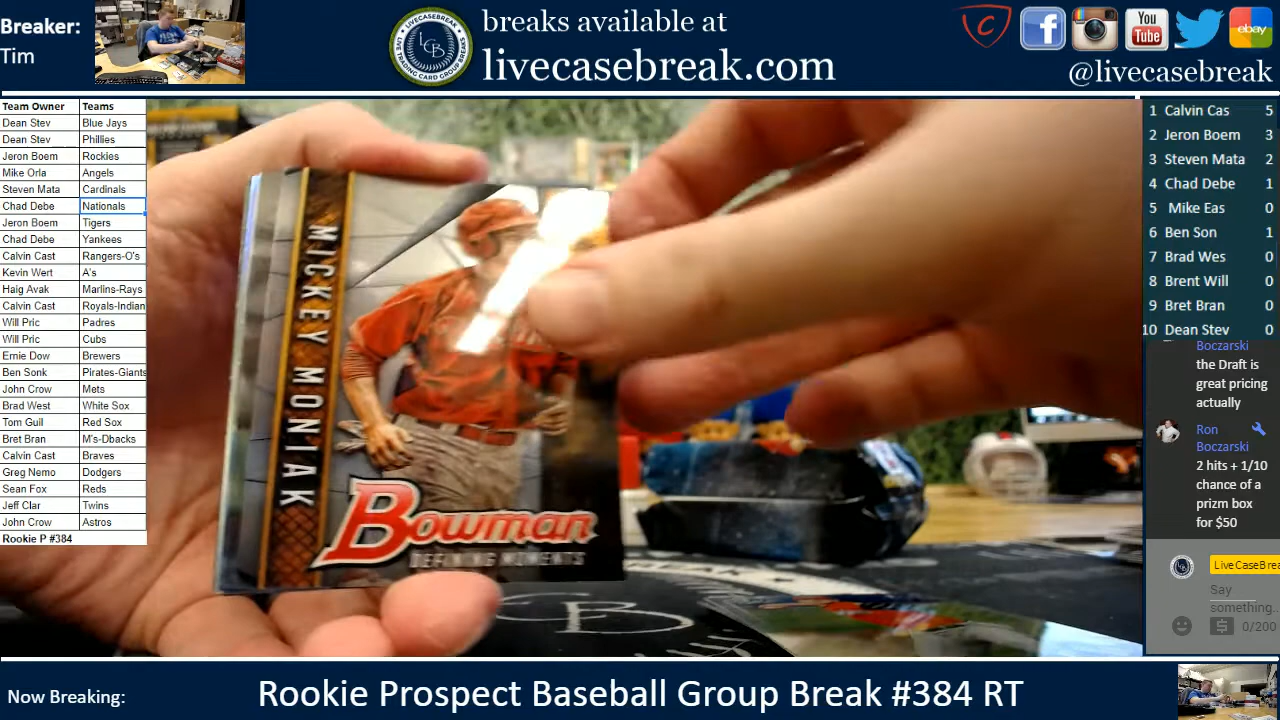 Breaker:
Tim
breaks available at
livecasebreak.com
LCB
You
Tube
ebay
@livecasebreak
Team Owner Teams
Dean Stev Blue Jays
Dean Stev Phillies
Jeron Boem Rockies
Mike Orla Angels
Steven Mata Cardinals
Chad Debe Nationals
Jeron Boem Tigers
Chad Debe Yankees
Calvin Cast Rangers-O's
Kevin Wert A's
Haig Avak Marlins-Rays
Calvin Cast Royals-Indian
Will Pric Padres
Will Pric Cubs
Ernie Dow Brewers
Ben Sonk Pirates-Giants
John Crow Mets
Brad West White Sox
Tom Guil Red Sox
Bret Bran M's-Dbacks
Calvin Cast Braves
Greg Nemo Dodgers
Sean Fox Reds
Jeff Clar Twins
John Crow Astros
Rookie P #384
MICKEY MONIAK
Bowman
DEFINING MOMENTS
1 Calvin Cas 5
2 Jeron Boem 3
3 Steven Mata 2
4 Chad Debe 1
5 Mike Eas 0
6 Ben Son 1
7 Brad Wes 0
8 Brent Will 0
9 Bret Bran 0
10 Dean Stev 0
Boczarski
the Draft is
great pricing
actually
Ron
Boczarski
2 hits + 1/10
chance of a
prizm box
for $50
LiveCaseBrea
Say
something...
0/200
Now Breaking:
Rookie Prospect Baseball Group Break #384 RT